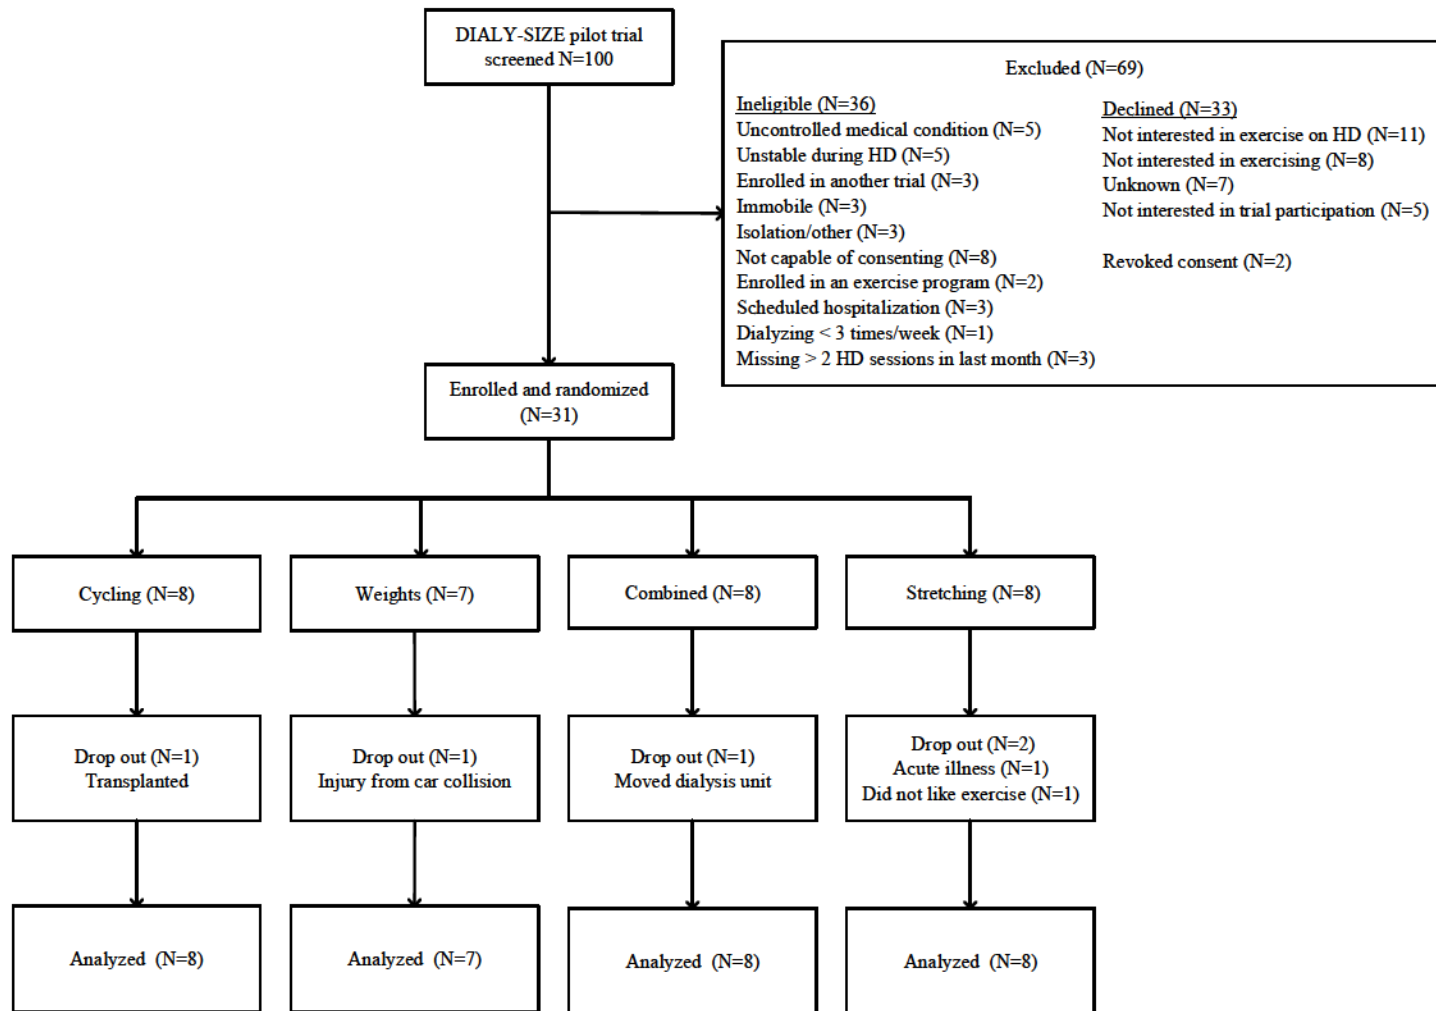 DIALY-SIZE pilot trial
screened N=100
Excluded (N=69)
Ineligible (N=36)
Uncontrolled medical condition (N=5)
Unstable during HD (N=5)
Enrolled in another trial (N=3)
Immobile (N=3)
Isolation/other (N=3)
Not capable of consenting (N=8)
Enrolled in an exercise program (N=2)
Scheduled hospitalization (N=3)
Dialyzing < 3 times/week (N=1)
Missing > 2 HD sessions in last month (N=3)
Declined (N=33)
Not interested in exercise on HD (N=11)
Not interested in exercising (N=8)
Unknown (N=7)
Not interested in trial participation (N=5)
Revoked consent (N=2)
Enrolled and randomized
(N=31)
Cycling (N=8)
Weights (N=7)
Combined (N=8)
Stretching (N=8)
Drop out (N=1)
Transplanted
Drop out (N=1)
Injury from car collision
Drop out (N=1)
Moved dialysis unit
Drop out (N=2)
Acute illness (N=1)
Did not like exercise (N=1)
Analyzed (N=8)
Analyzed (N=7)
Analyzed (N=8)
Analyzed (N=8)